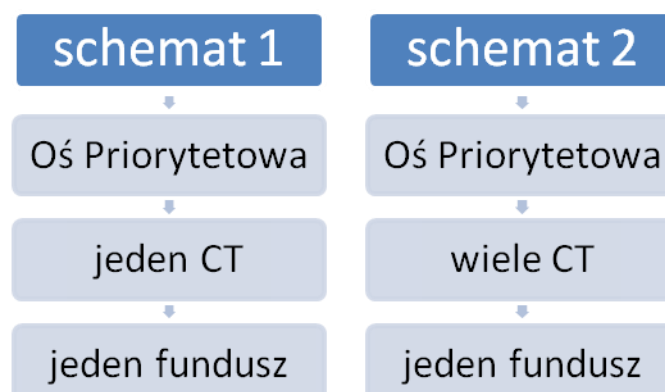 schemat 1
Oś Priorytetowa
jeden CT
jeden fundusz
schemat 2
Oś Priorytetowa
wiele CT
jeden fundusz